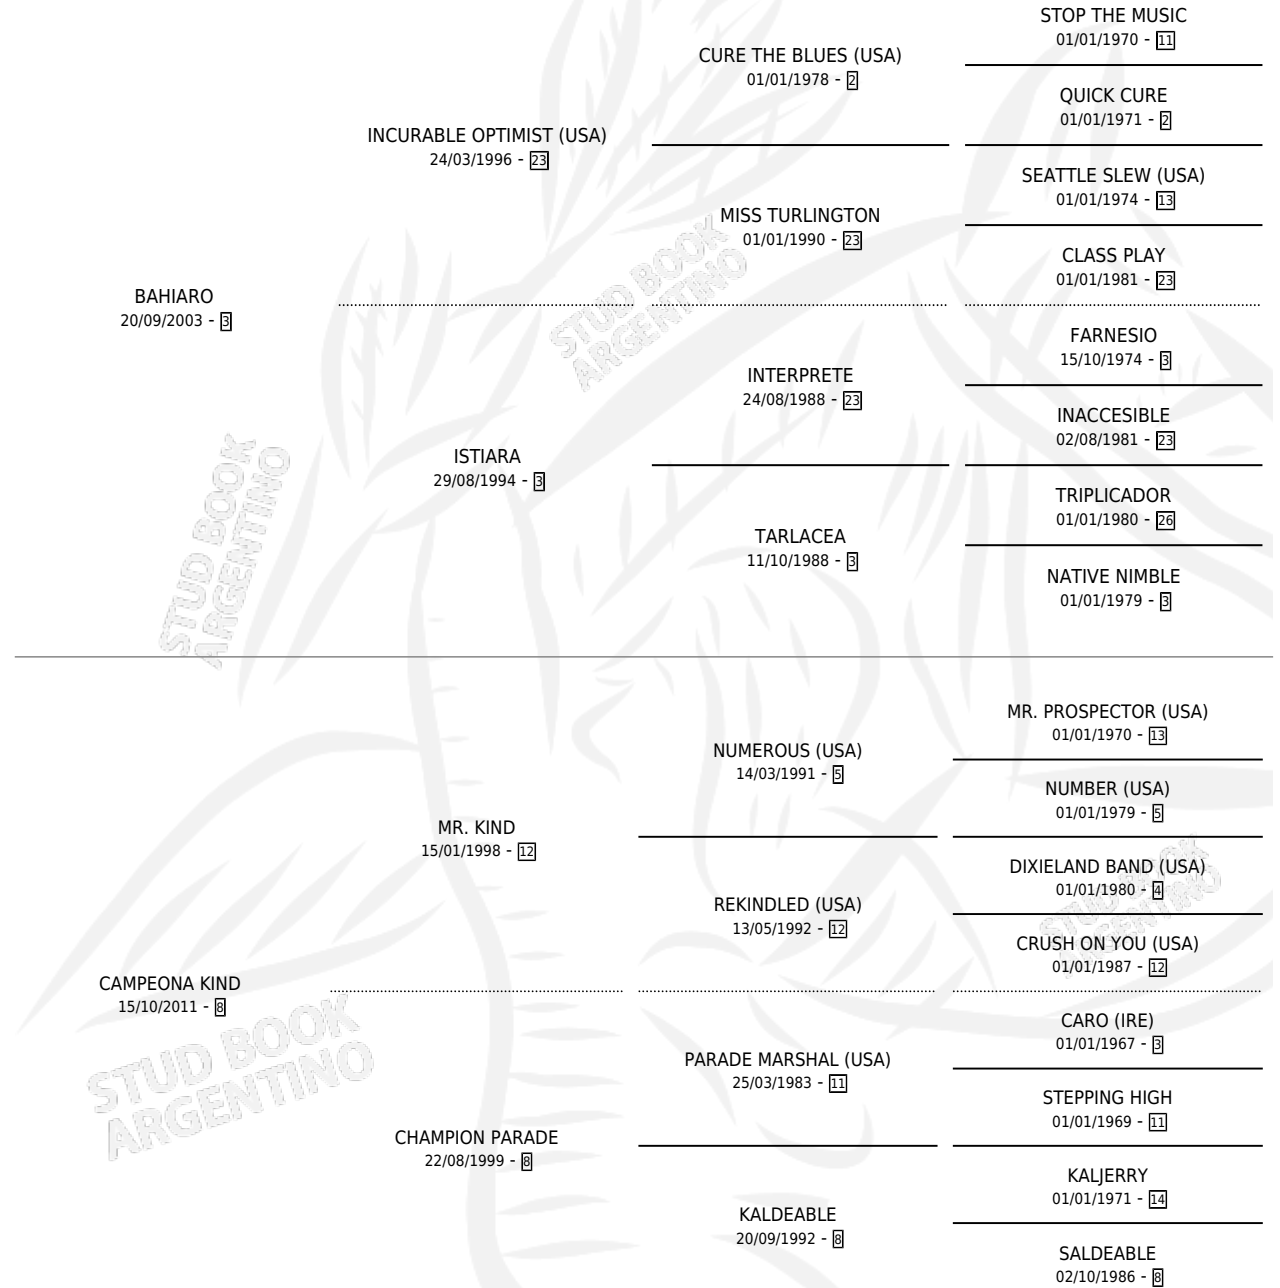 STOP THE MUSIC
01/01/1970 - 11
CURE THE BLUES (USA)
01/01/1978 - 2
QUICK CURE
01/01/1971 - 2
INCURABLE OPTIMIST (USA)
24/03/1996 - 23
SEATTLE SLEW (USA)
01/01/1974 - 13
MISS TURLINGTON
01/01/1990 - 23
CLASS PLAY
01/01/1981 - 23
BAHIARO
20/09/2003 - 3
STUD BOOK
ARGENTINO
FARNESIO
15/10/1974 - 3
INTERPRETE
24/08/1988 - 23
INACCESIBLE
02/08/1981 - 23
ISTIARA
29/08/1994 - 3
TRIPLICADOR
01/01/1980 - 26
TARLACEA
11/10/1988 - 3
NATIVE NIMBLE
01/01/1979 - 3
STUD BOOK
ARGENTINO
MR. PROSPECTOR (USA)
01/01/1970 - 13
NUMEROUS (USA)
14/03/1991 - 5
NUMBER (USA)
01/01/1979 - 5
MR. KIND
15/01/1998 - 12
DIXIELAND BAND (USA)
01/01/1980 - 4
REKINDLED (USA)
13/05/1992 - 12
CRUSH ON YOU (USA)
01/01/1987 - 12
STUD BOOK
ARGENTINO
CAMPEONA KIND
15/10/2011 - 8
CARO (IRE)
01/01/1967 - 3
PARADE MARSHAL (USA)
25/03/1983 - 11
STEPPING HIGH
01/01/1969 - 11
STUD BOOK
ARGENTINO
CHAMPION PARADE
22/08/1999 - 8
KALJERRY
01/01/1971 - 14
KALDEABLE
20/09/1992 - 8
SALDEABLE
02/10/1986 - 8